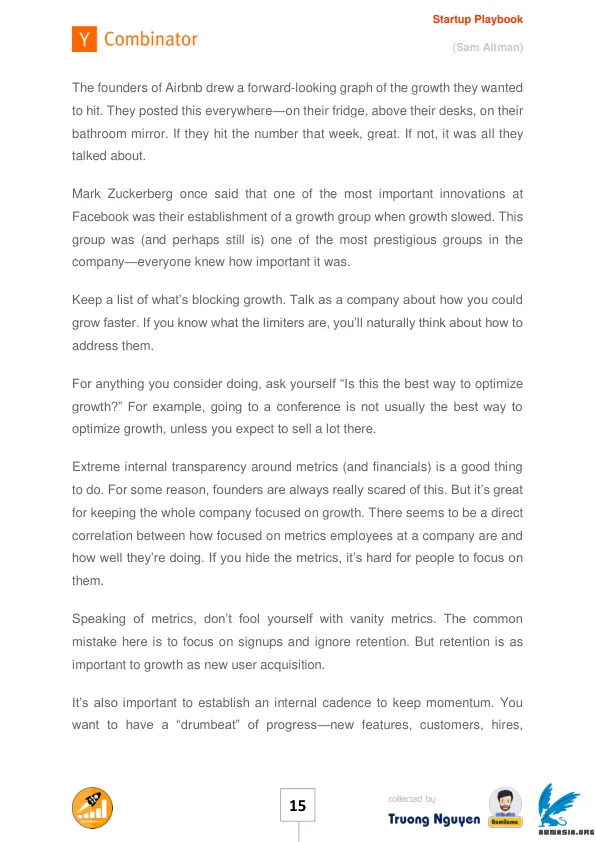 Startup Playbook
Y Combinator
(Sam Altman)
The founders of Airbnb drew a forward-looking graph of the growth they wanted
to hit. They posted this everywhere—on their fridge, above their desks, on their
bathroom mirror. If they hit the number that week, great. If not, it was all they
talked about.
Mark Zuckerberg once said that one of the most important innovations at
Facebook was their establishment of a growth group when growth slowed. This
group was (and perhaps still is) one of the most prestigious groups in the
company—everyone knew how important it was.
Keep a list of what’s blocking growth. Talk as a company about how you could
grow faster. If you know what the limiters are, you’ll naturally think about how to
address them.
For anything you consider doing, ask yourself “Is this the best way to optimize
growth?” For example, going to a conference is not usually the best way to
optimize growth, unless you expect to sell a lot there.
Extreme internal transparency around metrics (and financials) is a good thing
to do. For some reason, founders are always really scared of this. But it’s great
for keeping the whole company focused on growth. There seems to be a direct
correlation between how focused on metrics employees at a company are and
how well they’re doing. If you hide the metrics, it’s hard for people to focus on
them.
Speaking of metrics, don’t fool yourself with vanity metrics. The common
mistake here is to focus on signups and ignore retention. But retention is as
important to growth as new user acquisition.
It’s also important to establish an internal cadence to keep momentum. You
want to have a “drumbeat” of progress—new features, customers, hires,
15
collected by
Truong Nguyen
Somilama
ABNASIA.ORG